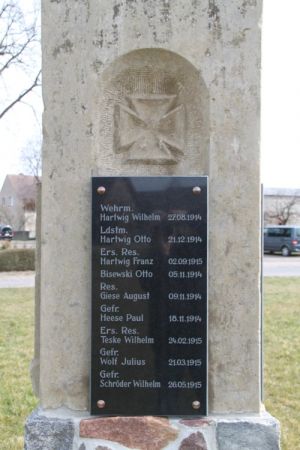 Wehrm.
Hartwig Wilhelm 27.08.1914
Ldstm.
Hartwig Otto 21.12.1914
Ers. Res.
Hartwig Franz 02.09.1915
Bisewski Otto 05.11.1914
Res.
Giese August 09.11.1914
Gefr.
Heese Paul 18.11.1914
Ers. Res.
Teske Wilhelm 24.02.1915
Gefr.
Wolf Julius 21.03.1915
Gefr.
Schröder Wilhelm 26.05.1915